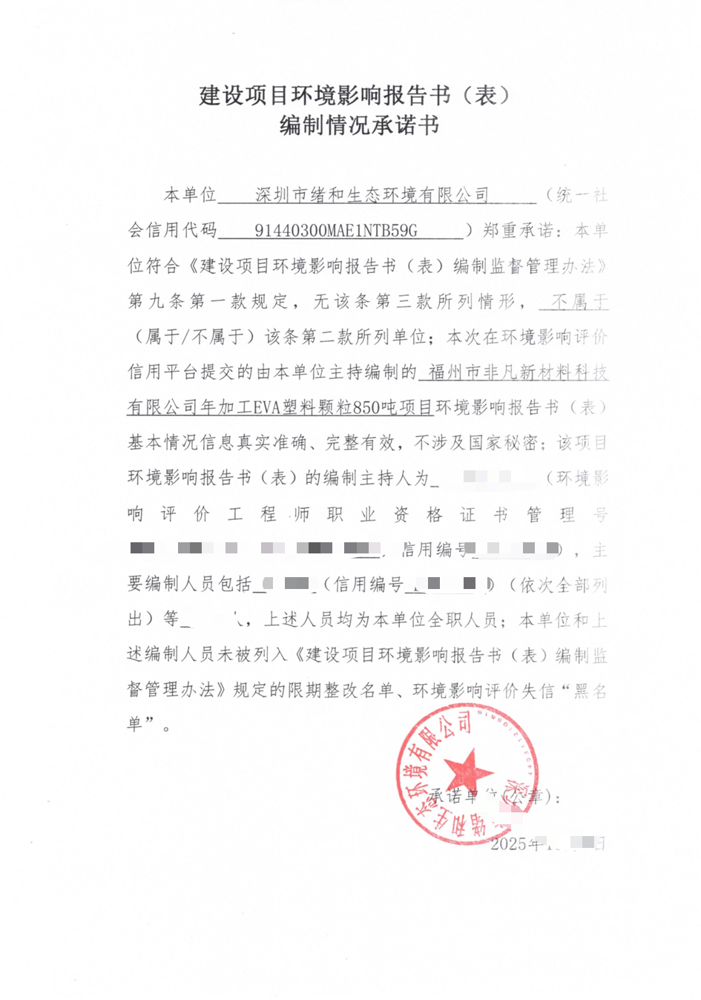 建设项目环境影响报告书（表）
编制情况承诺书
本单位 深圳市绪和生态环境有限公司 （统一社
会信用代码 91440300MAE1NTB59G ）郑重承诺：本单
位符合《建设项目环境影响报告书（表）编制监督管理办法》
第九条第一款规定，无该条第三款所列情形， 不属于
（属于/不属于）该条第二款所列单位；本次在环境影响评价
信用平台提交的由本单位主持编制的 福州市非凡新材料科技
有限公司年加工EVA塑料颗粒850吨项目环境影响报告书（表）
基本情况信息真实准确、完整有效，不涉及国家秘密；该项目
环境影响报告书（表）的编制主持人为 （环境影
响评价工程师职业资格证书管理号
，信用编号 ），主
要编制人员包括 （信用编号 ）（依次全部列
出）等 ，上述人员均为本单位全职人员；本单位和上
述编制人员未被列入《建设项目环境影响报告书（表）编制监
督管理办法》规定的限期整改名单、环境影响评价失信“黑名
单”。
绪和生态环境有限公司
承诺单位(公章)：
2025年 日